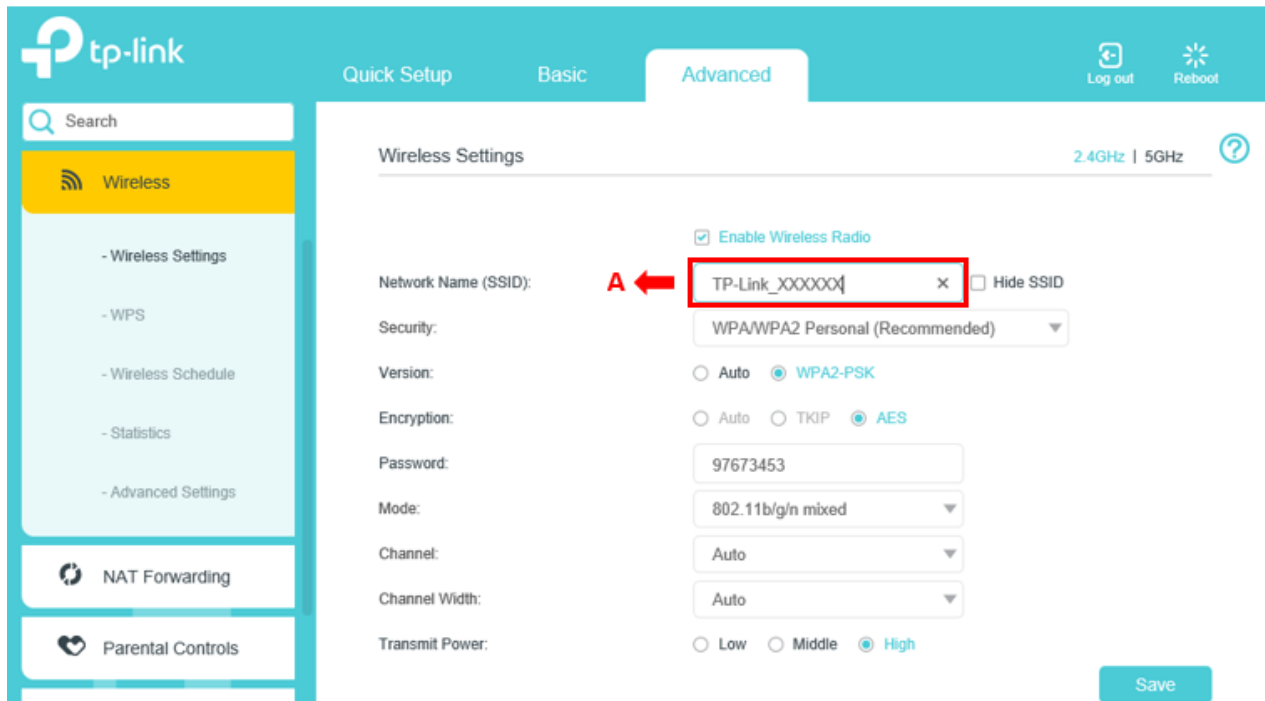 tp-link
Quick Setup Basic Advanced Log out Reboot
Search
Wireless
- Wireless Settings
- WPS
- Wireless Schedule
- Statistics
- Advanced Settings
NAT Forwarding
Parental Controls
Wireless Settings 2.4GHz | 5GHz ?
Enable Wireless Radio
Network Name (SSID): A TP-Link_XXXXXX × Hide SSID
Security: WPA/WPA2 Personal (Recommended)
Version: Auto WPA2-PSK
Encryption: Auto TKIP AES
Password: 97673453
Mode: 802.11b/g/n mixed
Channel: Auto
Channel Width: Auto
Transmit Power: Low Middle High
Save